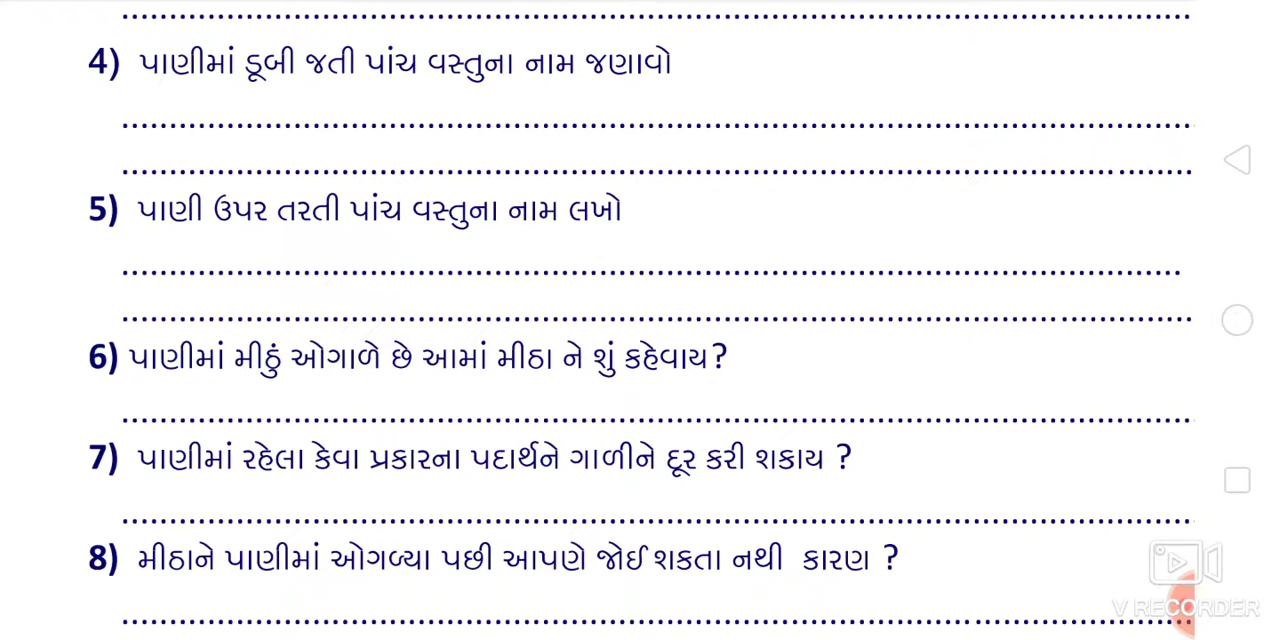 4) પાણીમાં ડૂબી જતી પાંચ વસ્તુના નામ જણાવો
5) પાણી ઉપર તરતી પાંચ વસ્તુના નામ લખો
6) પાણીમાં મીઠું ઓગાળે છે આમાં મીઠા ને શું કહેવાય?
7) પાણીમાં રહેલા કેવા પ્રકારના પદાર્થને ગાળીને દૂર કરી શકાય ?
8) મીઠાને પાણીમાં ઓગળ્યા પછી આપણે જોઈ શકતા નથી કારણ ?
V RECORDER